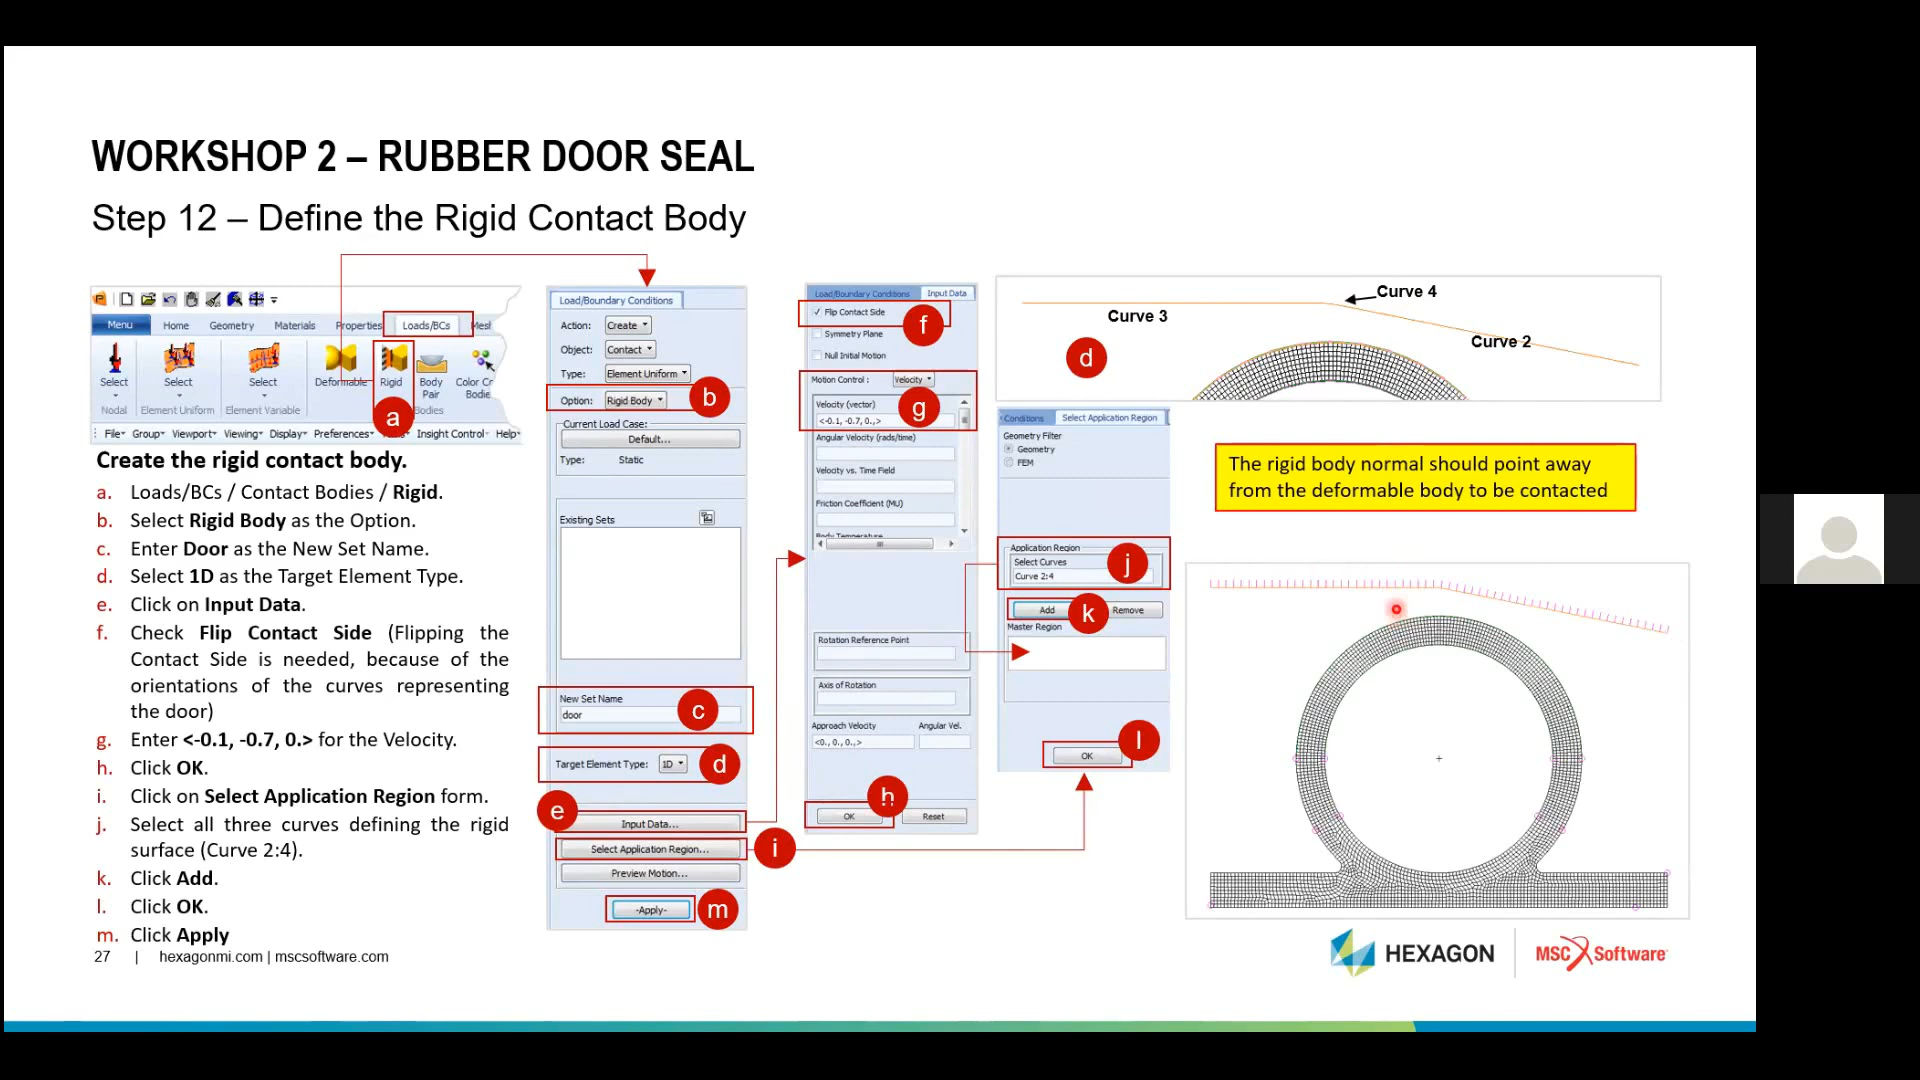 WORKSHOP 2 – RUBBER DOOR SEAL
Step 12 – Define the Rigid Contact Body
Menu Home Geometry Materials Properties Loads/BCs Mesl
Select Select Select Deformable Rigid Body Pair Color Cr Bodie
Nodal Element Uniform Element Variable Bodies
File Group Viewport Viewing Display Preferences Insight Control Help
a
Create the rigid contact body.
a. Loads/BCs / Contact Bodies / Rigid.
b. Select Rigid Body as the Option.
c. Enter Door as the New Set Name.
d. Select 1D as the Target Element Type.
e. Click on Input Data.
f. Check Flip Contact Side (Flipping the
Contact Side is needed, because of the
orientations of the curves representing
the door)
g. Enter <-0.1, -0.7, 0.> for the Velocity.
h. Click OK.
i. Click on Select Application Region form.
j. Select all three curves defining the rigid
surface (Curve 2:4).
k. Click Add.
l. Click OK.
m. Click Apply
27 | hexagonmi.com | mscsoftware.com
Load/Boundary Conditions
Action: Create
Object: Contact
Type: Element Uniform
Option: Rigid Body
b
Current Load Case:
Default...
Type: Static
Existing Sets
New Set Name
door
c
Target Element Type: 1D
d
e
Input Data...
Select Application Region...
i
Preview Motion...
-Apply-
m
Load/Boundary Conditions Input Data
Flip Contact Side
f
Symmetry Plane
Null Initial Motion
Motion Control : Velocity
Velocity (vector)
g
<-0.1, -0.7, 0.,>
Angular Velocity (rads/time)
Velocity vs. Time Field
Friction Coefficient (MU)
Body Temperature
Rotation Reference Point
Axis of Rotation
Approach Velocity Angular Vel.
<0., 0., 0.,>
h
OK Reset
Curve 4
Curve 3
Curve 2
d
Conditions Select Application Region
Geometry Filter
Geometry
FEM
Application Region
Select Curves
Curve 2:4
j
Add Remove
k
Master Region
l
OK
The rigid body normal should point away
from the deformable body to be contacted
HEXAGON
MSC Software